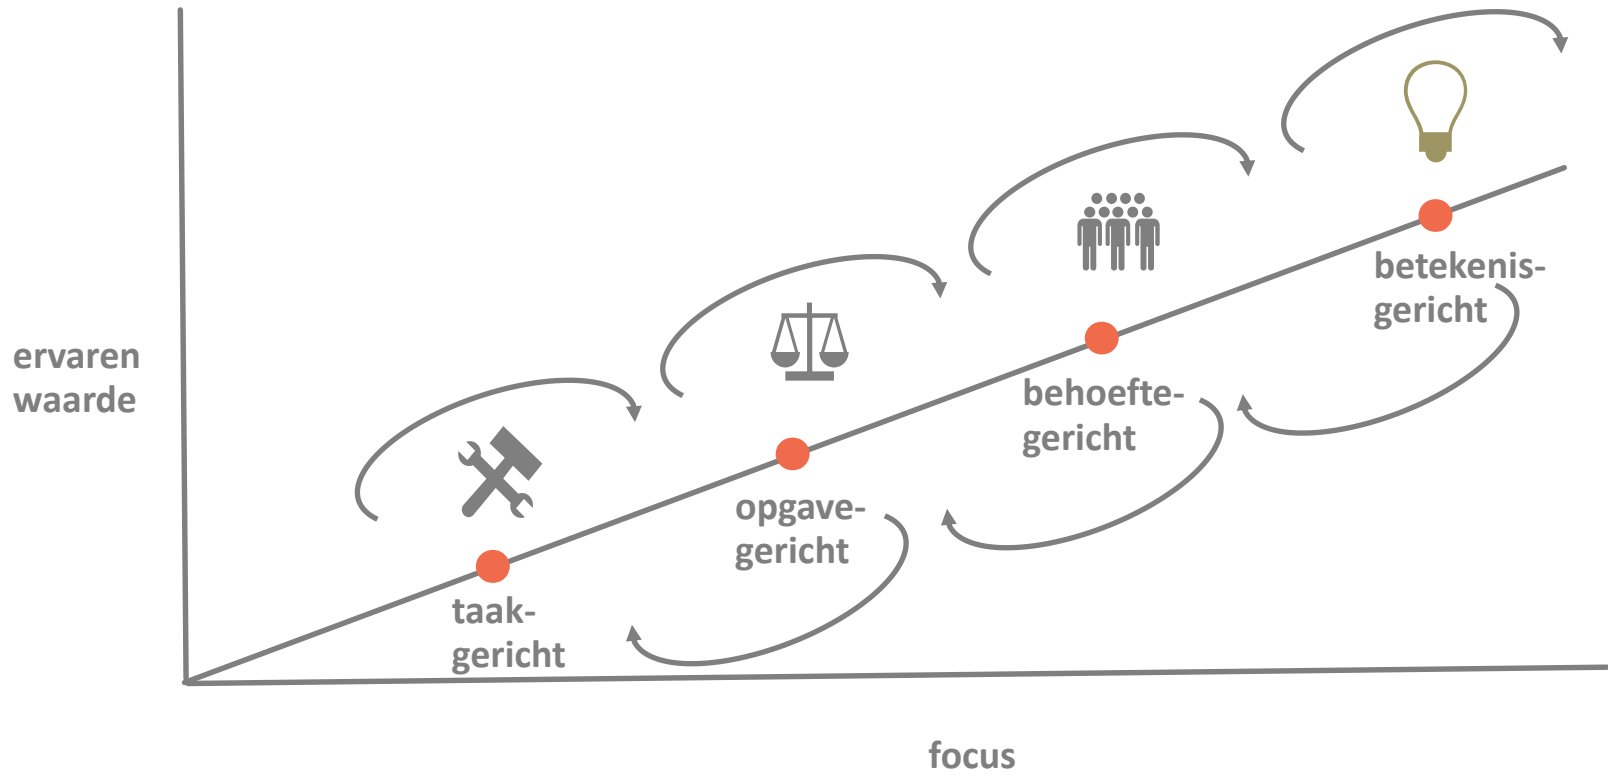 ervaren
waarde
taak-
gericht
opgave-
gericht
behoefte-
gericht
betekenis-
gericht
focus